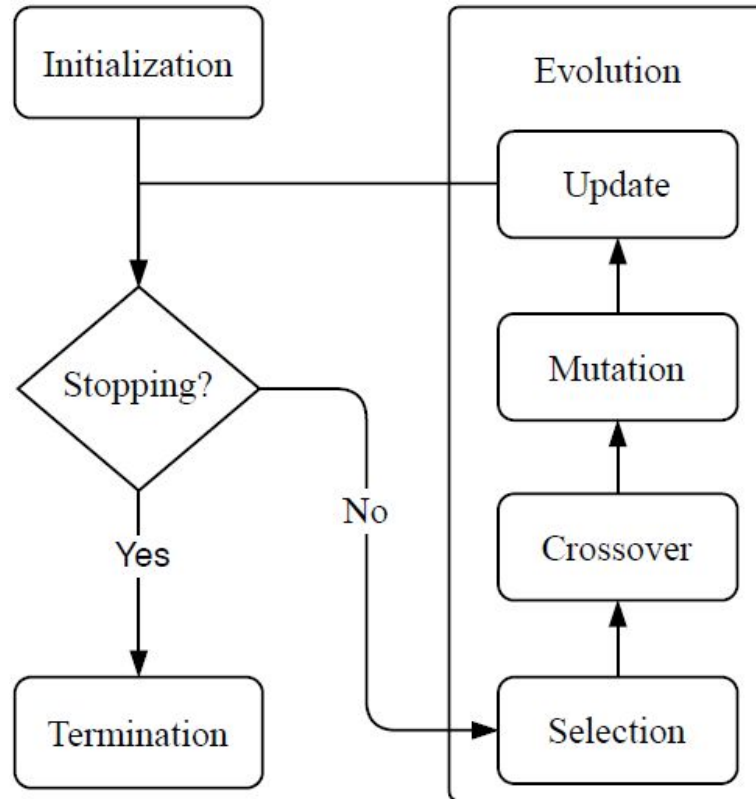 Initialization
Evolution
Update
Stopping?
Mutation
No
Yes
Crossover
Termination
Selection